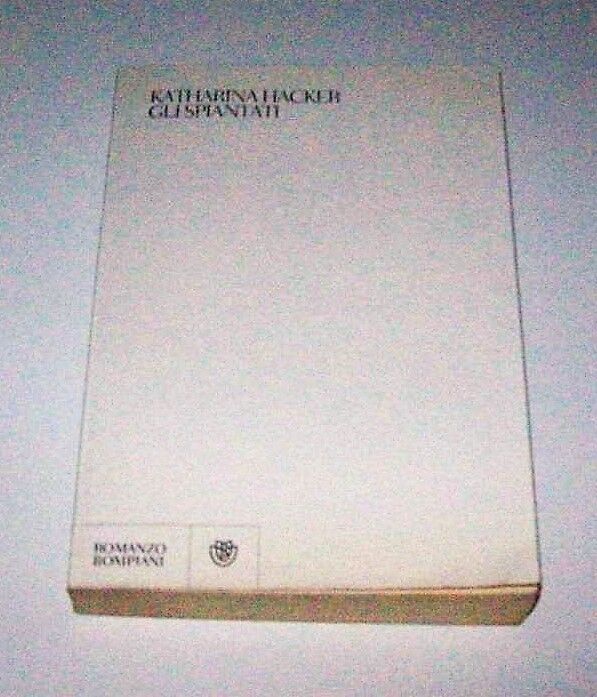 KATHARINA HACKER
GLI SPIANTATI
ROMANZO
BOMPIANI